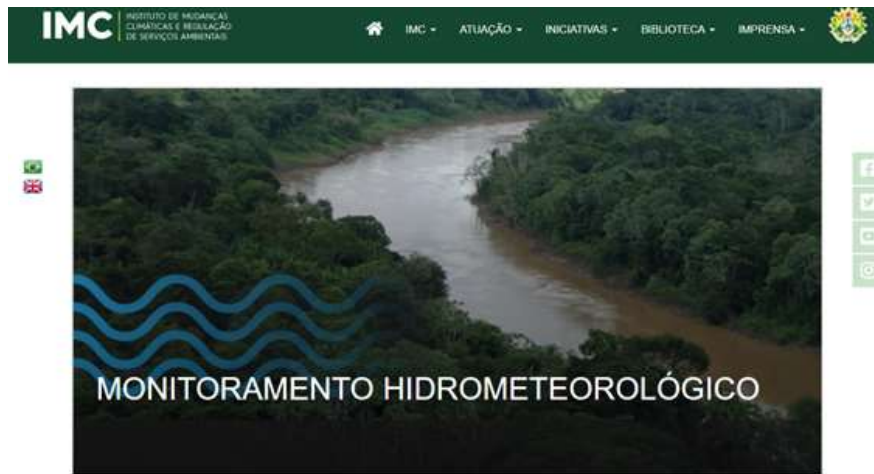 IMC
INSTITUTO DE MUDANÇAS
CLIMÁTICAS E REGULAÇÃO
DE SERVIÇOS AMBIENTAIS
IMC
ATUAÇÃO
INICIATIVAS
BIBLIOTECA
IMPRENSA
MONITORAMENTO HIDROMETEOROLÓGICO